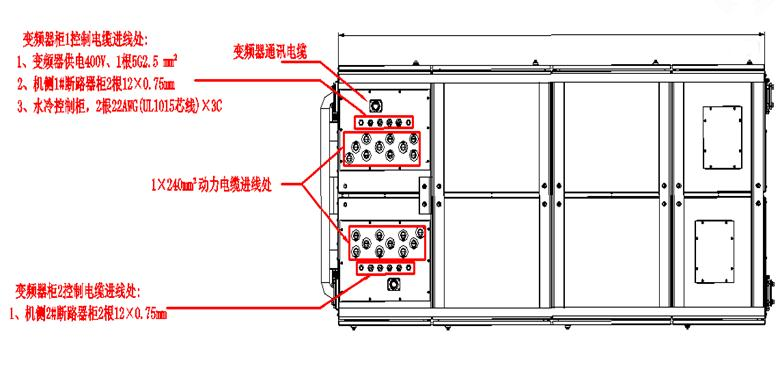 变频器柜1控制电缆进线处:
1、变频器供电400V、1根5G2.5 mm²
2、机侧1#断路器柜2根12×0.75mm
3、水冷控制柜，2根22AWG(UL1015芯线)×3C
变频器通讯电缆
1×240mm²动力电缆进线处
变频器柜2控制电缆进线处:
1、机侧2#断路器柜2根12×0.75mm